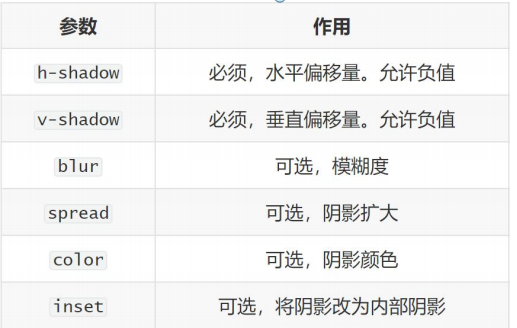 参数 作用
h-shadow 必须，水平偏移量。允许负值
v-shadow 必须，垂直偏移量。允许负值
blur 可选，模糊度
spread 可选，阴影扩大
color 可选，阴影颜色
inset 可选，将阴影改为内部阴影